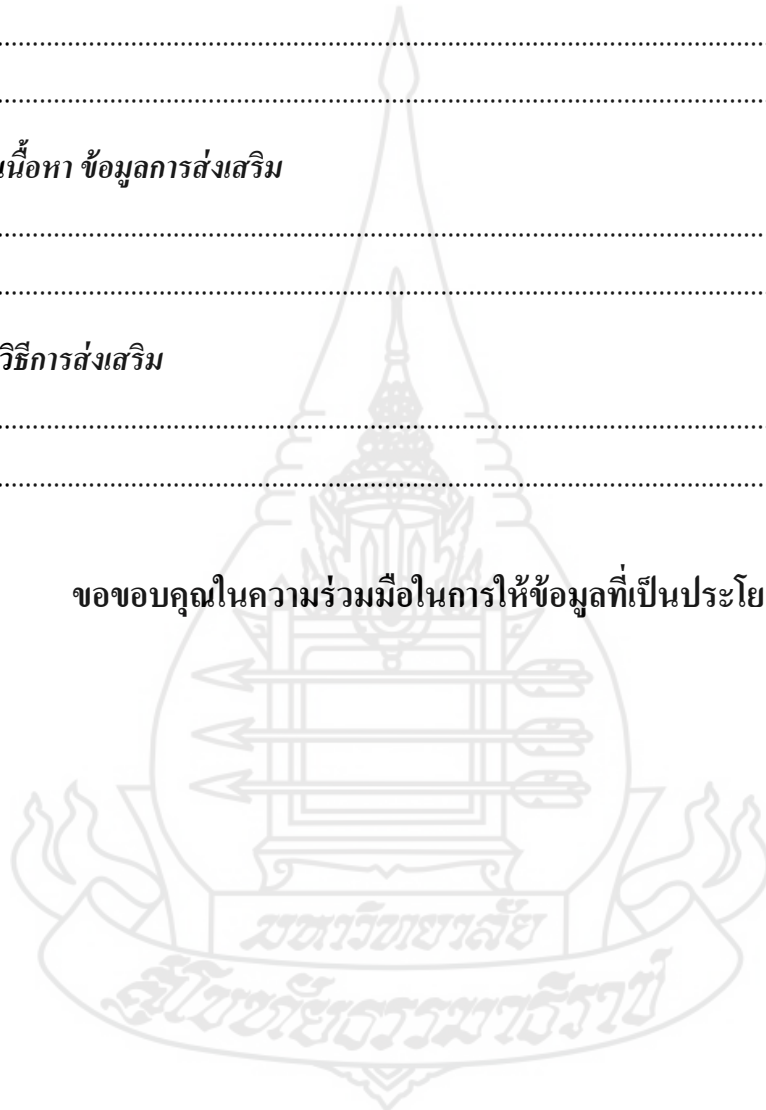 ................................................................................
................................................................................
เนื้อหา ข้อมูลการส่งเสริม
................................................................................
................................................................................
วิธีการส่งเสริม
................................................................................
................................................................................
ขอขอบคุณในความร่วมมือในการให้ข้อมูลที่เป็นประโย
มหาวิทยาลัย
สุโขทัยธรรมาธิราช